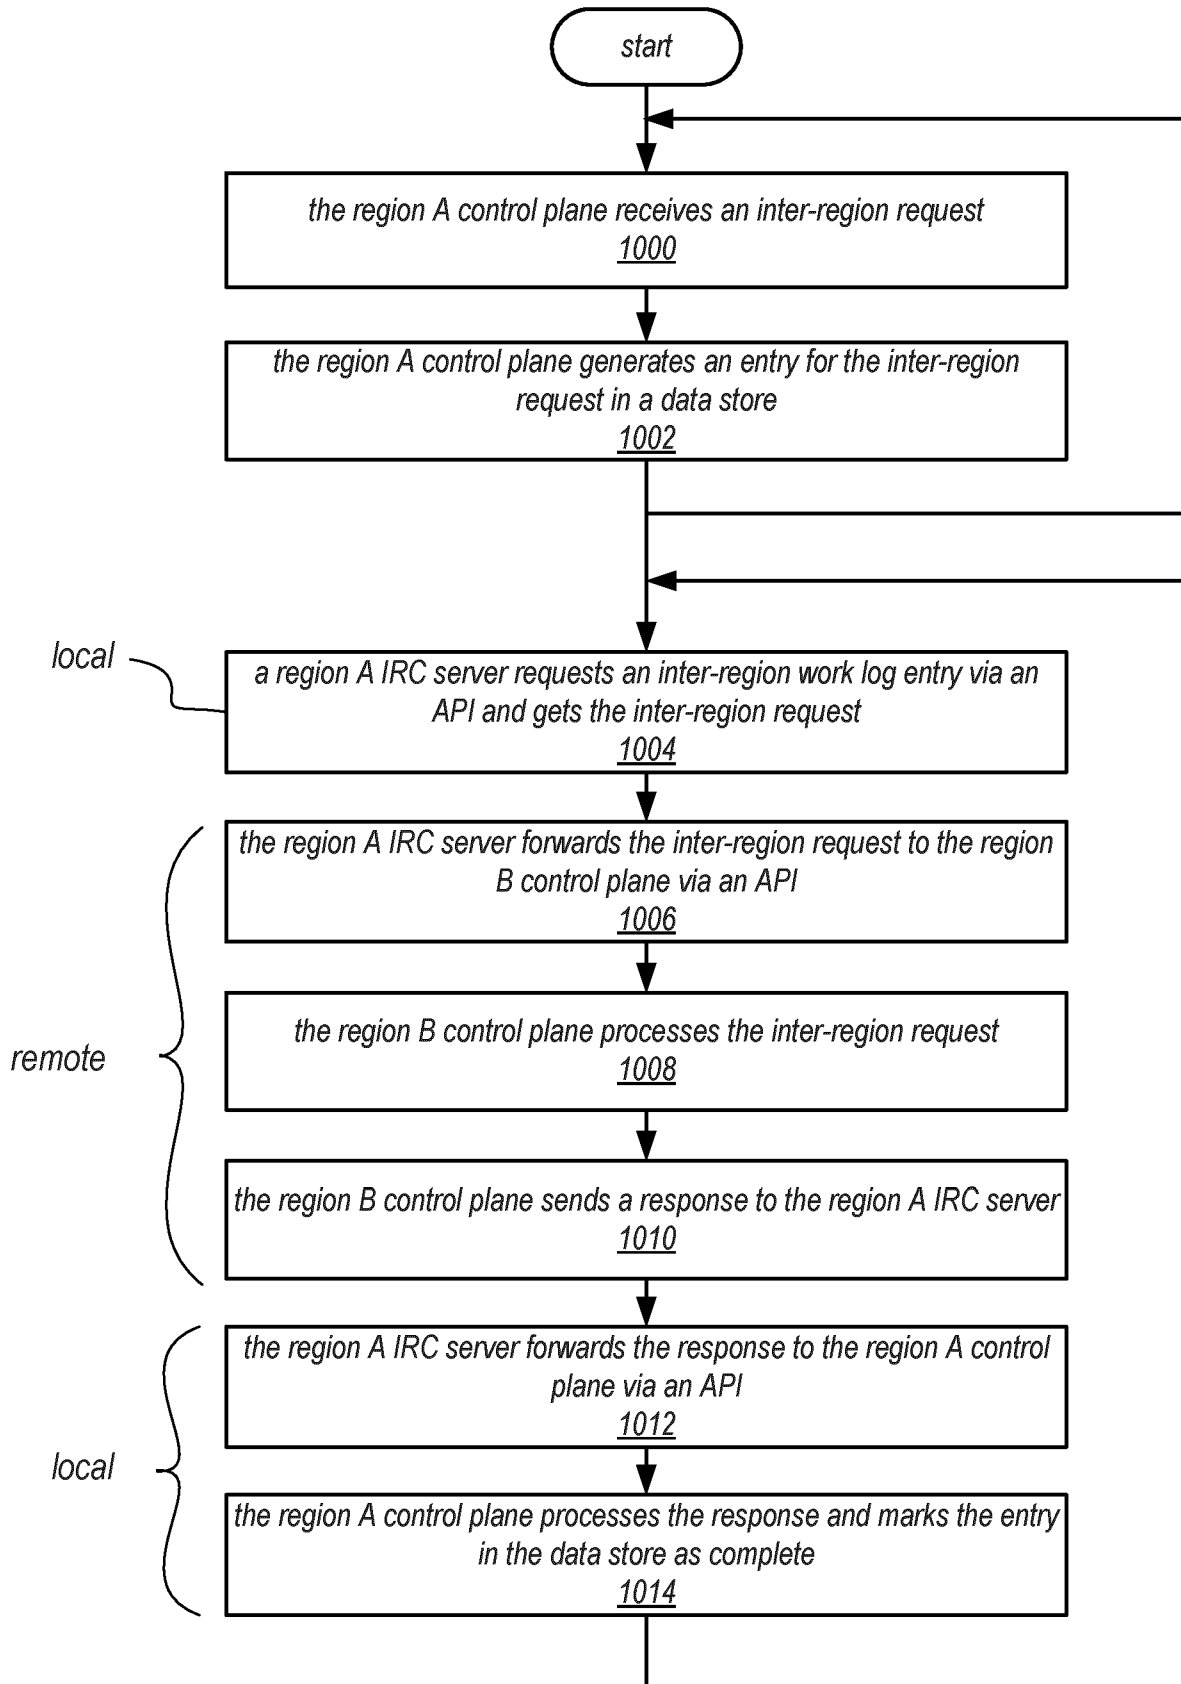 start
the region A control plane receives an inter-region request
1000
the region A control plane generates an entry for the inter-region
request in a data store
1002
local
a region A IRC server requests an inter-region work log entry via an
API and gets the inter-region request
1004
the region A IRC server forwards the inter-region request to the region
B control plane via an API
1006
remote
the region B control plane processes the inter-region request
1008
the region B control plane sends a response to the region A IRC server
1010
the region A IRC server forwards the response to the region A control
plane via an API
1012
local
the region A control plane processes the response and marks the entry
in the data store as complete
1014